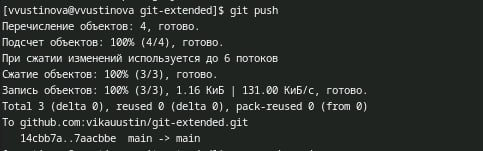 [vvustinova@vvustinova git-extended]$ git push
Перечисление объектов: 4, готово.
Подсчет объектов: 100% (4/4), готово.
При сжатии изменений используется до 6 потоков
Сжатие объектов: 100% (3/3), готово.
Запись объектов: 100% (3/3), 1.16 КиБ | 131.00 КиБ/с, готово.
Total 3 (delta 0), reused 0 (delta 0), pack-reused 0 (from 0)
To github.com:vikauustin/git-extended.git
   14cbb7a..7aacbbe  main -> main